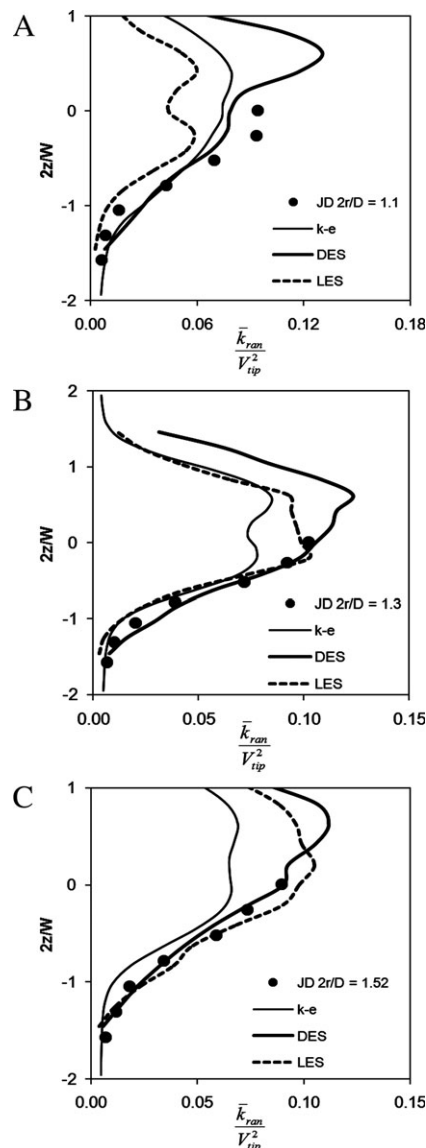 A
1
0
-1
-2
2z/W
JD 2r/D = 1.1
k-e
DES
LES
0.00 0.06 0.12 0.18
k̄ran
V²tip
B
2
1
0
-1
-2
2z/W
JD 2r/D = 1.3
k-e
DES
LES
0.00 0.05 0.10 0.15
k̄ran
V²tip
C
1
0
-1
-2
2z/W
JD 2r/D = 1.52
k-e
DES
LES
0.00 0.05 0.10 0.15
k̄ran
V²tip